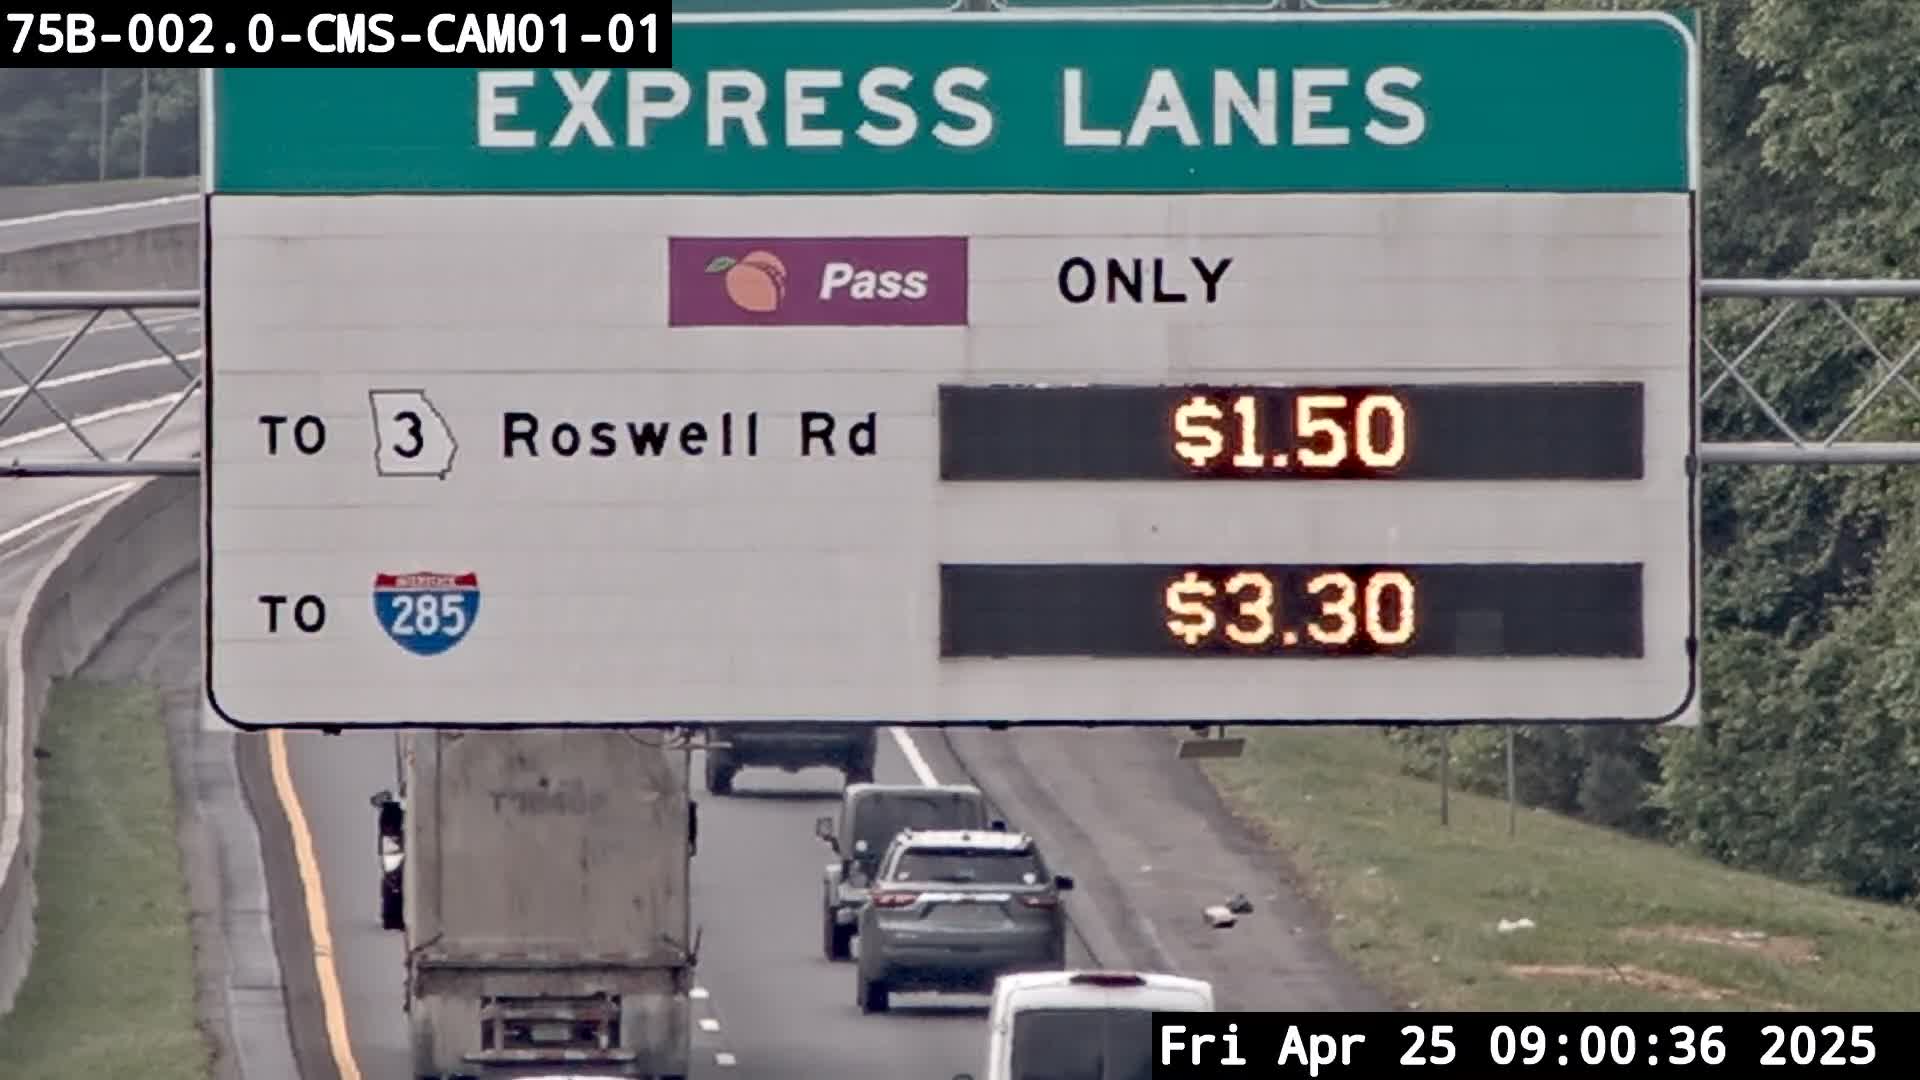 75B-002.0-CMS-CAM01-01
EXPRESS LANES
Pass ONLY
TO 3 Roswell Rd $1.50
INTERSTATE
TO 285 $3.30
Fri Apr 25 09:00:36 2025